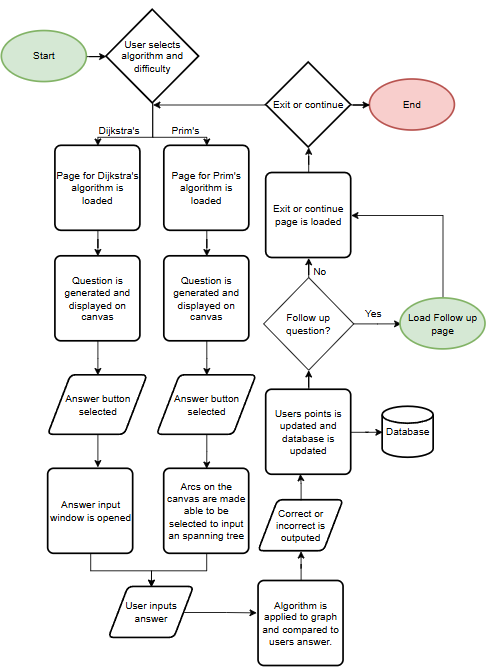 Start
User selects
algorithm and
difficulty
Exit or continue
End
Dijkstra's
Prim's
Page for Dijkstra's
algorithm is
loaded
Page for Prim's
algorithm is
loaded
Exit or continue
page is loaded
No
Question is
generated and
displayed on
canvas
Question is
generated and
displayed on
canvas
Follow up
question?
Yes
Load Follow up
page
Answer button
selected
Answer button
selected
Users points is
updated and
database is
updated
Database
Answer input
window is opened
Arcs on the
canvas are made
able to be
selected to input
an spanning tree
Correct or
incorrect is
outputed
User inputs
answer
Algorithm is
applied to graph
and compared to
users answer.